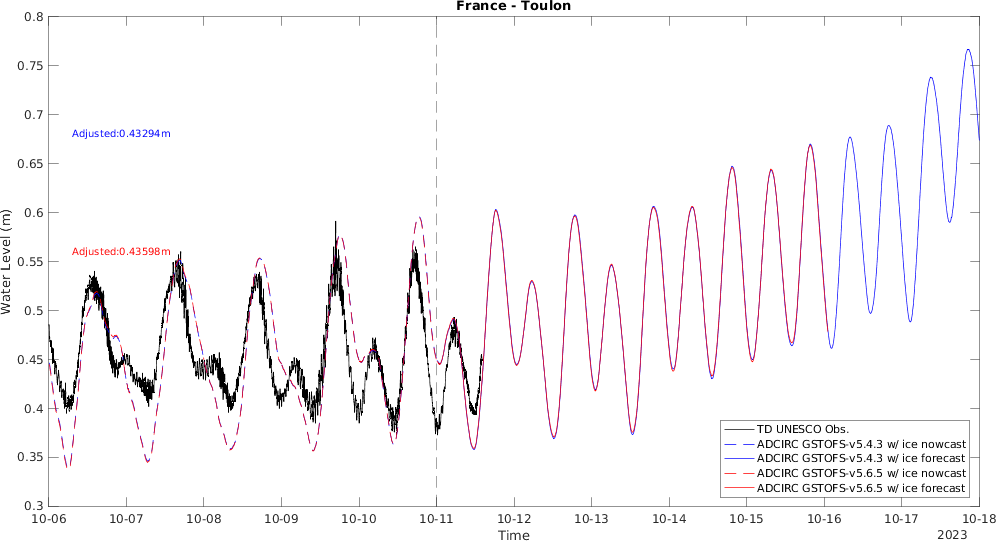 France - Toulon
0.8
0.75
0.7
0.65
0.6
0.55
0.5
0.45
0.4
0.35
0.3
Water Level (m)
Adjusted:0.43294m
Adjusted:0.43598m
TD UNESCO Obs.
ADCIRC GSTOFS-v5.4.3 w/ ice nowcast
ADCIRC GSTOFS-v5.4.3 w/ ice forecast
ADCIRC GSTOFS-v5.6.5 w/ ice nowcast
ADCIRC GSTOFS-v5.6.5 w/ ice forecast
10-06 10-07 10-08 10-09 10-10 10-11 10-12 10-13 10-14 10-15 10-16 10-17 10-18
Time
2023